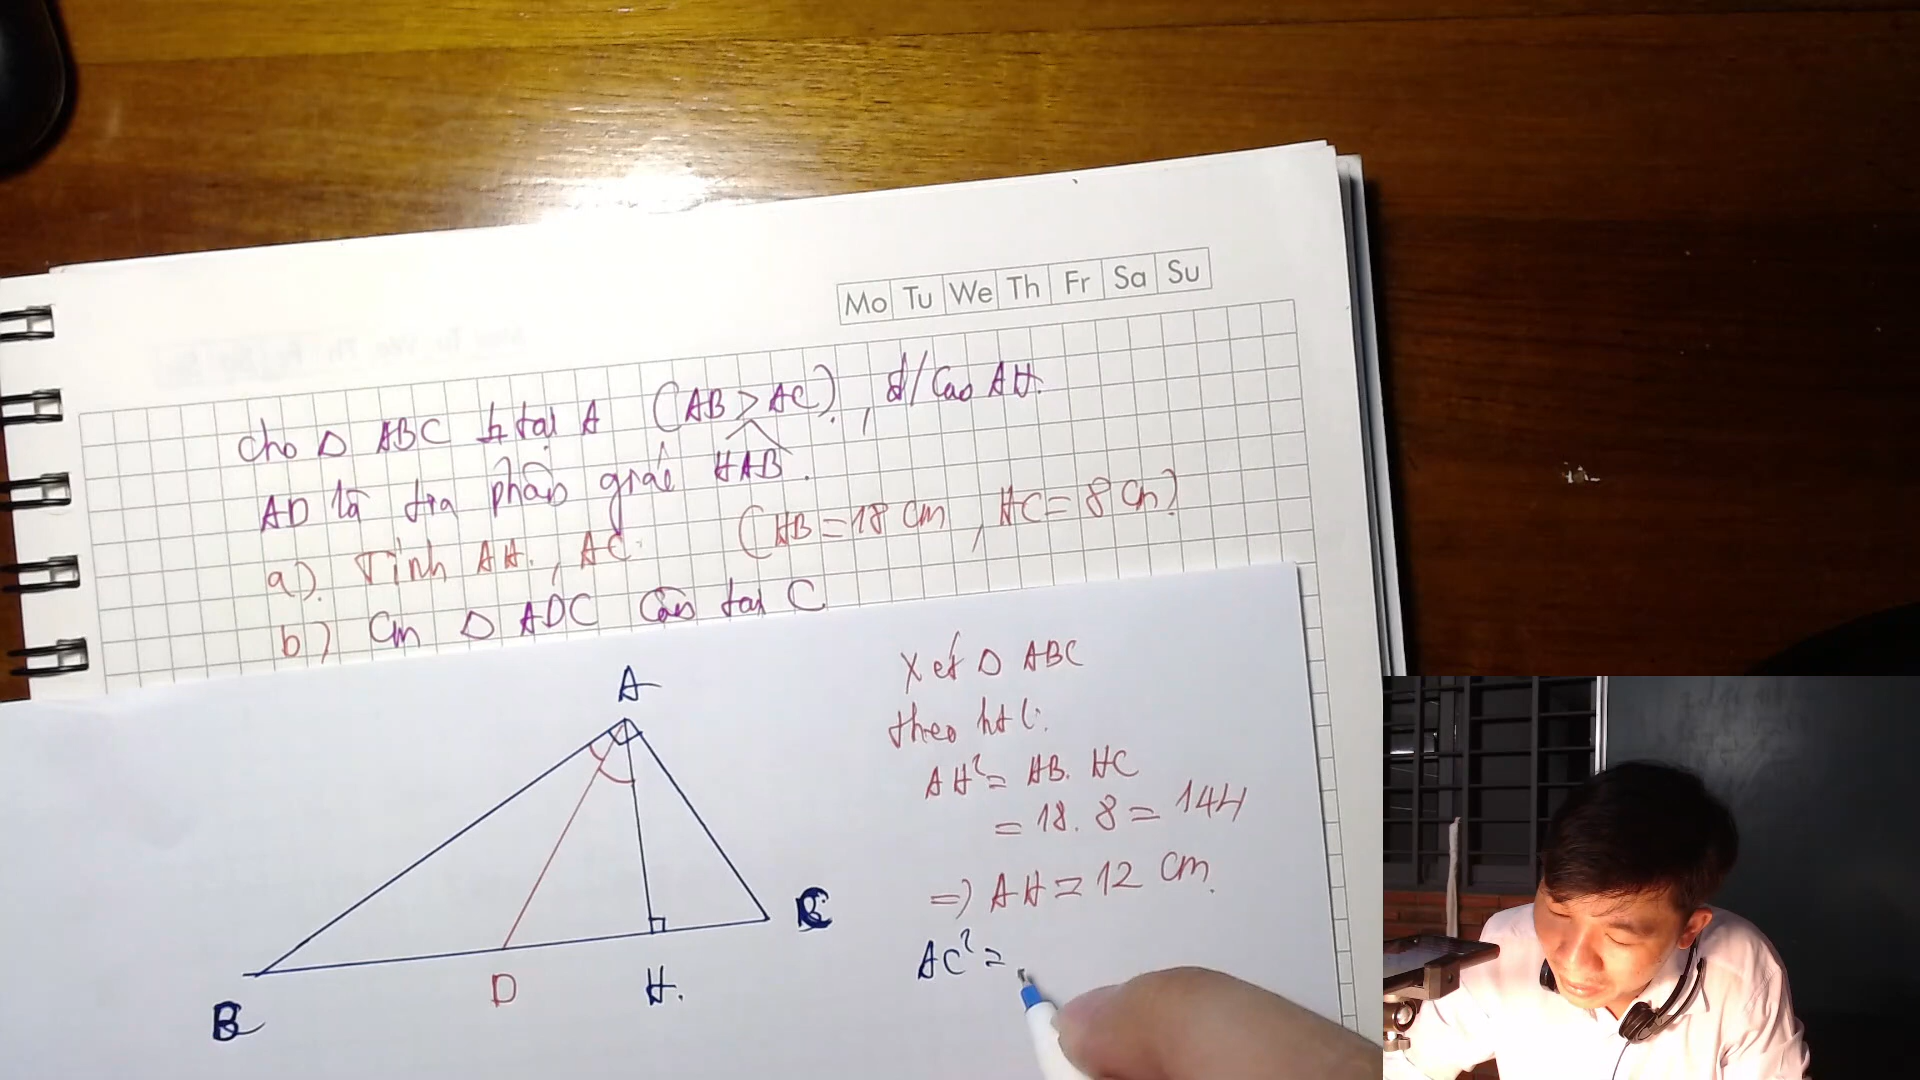 Mo Tu We Th Fr Sa Su
Cho Δ ABC ⊥ tại A (AB > AC), đ/cao AH.
AD là tia phân giác HAB.
a). Tính AH, AC. (HB = 18 cm, HC = 8 cm)
b) Cm Δ ADC cân tại C
A
B
D
H.
C
Xét Δ ABC
theo htl:
AH² = HB. HC
= 18. 8 = 144
=> AH = 12 cm.
AC² =